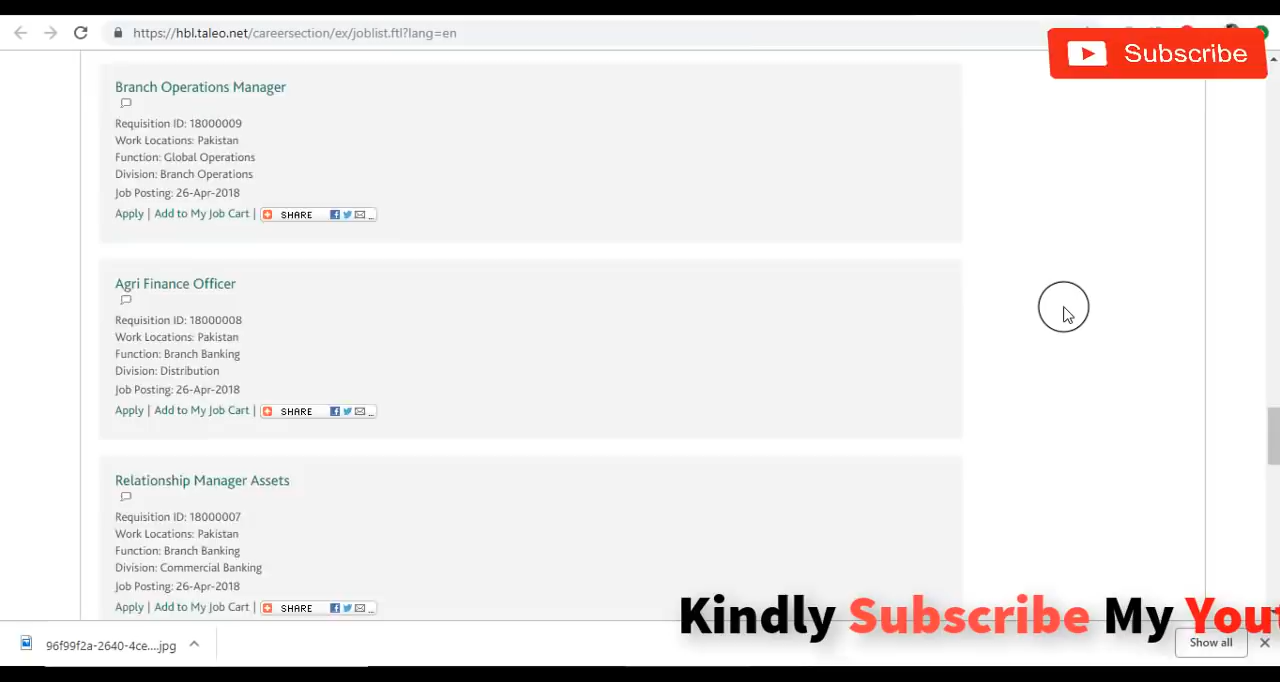 https://hbl.taleo.net/careersection/ex/joblist.ftl?lang=en
Subscribe
Branch Operations Manager
Requisition ID: 18000009
Work Locations: Pakistan
Function: Global Operations
Division: Branch Operations
Job Posting: 26-Apr-2018
Apply | Add to My Job Cart | SHARE ...
Agri Finance Officer
Requisition ID: 18000008
Work Locations: Pakistan
Function: Branch Banking
Division: Distribution
Job Posting: 26-Apr-2018
Apply | Add to My Job Cart | SHARE ...
Relationship Manager Assets
Requisition ID: 18000007
Work Locations: Pakistan
Function: Branch Banking
Division: Commercial Banking
Job Posting: 26-Apr-2018
Apply | Add to My Job Cart | SHARE ...
Kindly Subscribe My Yout
96f99f2a-2640-4ce....jpg
Show all